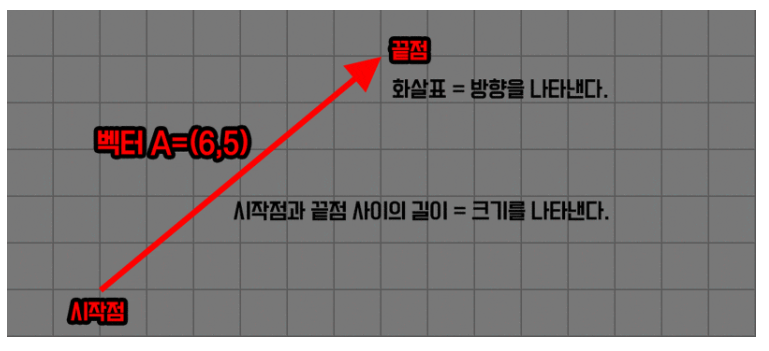 끝점
화살표 = 방향을 나타낸다.
벡터 A=(6,5)
시작점과 끝점 사이의 길이 = 크기를 나타낸다.
시작점